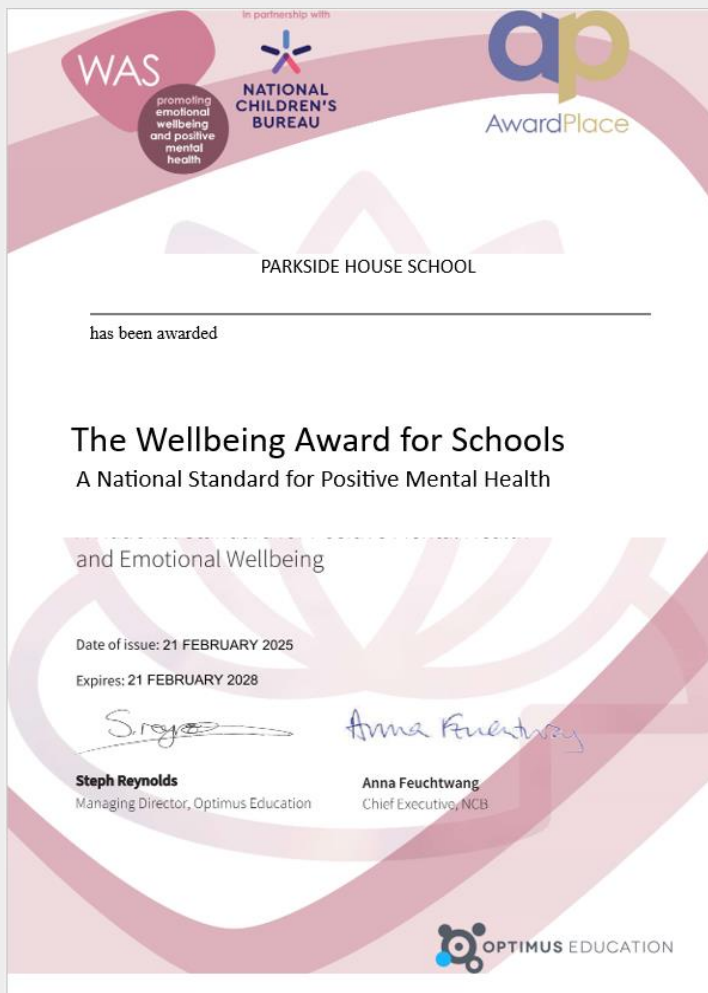 in partnership with
WAS
promoting
emotional
wellbeing
and positive
mental
health
NATIONAL
CHILDREN'S
BUREAU
ap
AwardPlace
PARKSIDE HOUSE SCHOOL
has been awarded
The Wellbeing Award for Schools
A National Standard for Positive Mental Health
and Emotional Wellbeing
Date of issue: 21 FEBRUARY 2025
Expires: 21 FEBRUARY 2028
Anna Feuchtwang
Steph Reynolds
Managing Director, Optimus Education
Anna Feuchtwang
Chief Executive, NCB
OPTIMUS EDUCATION